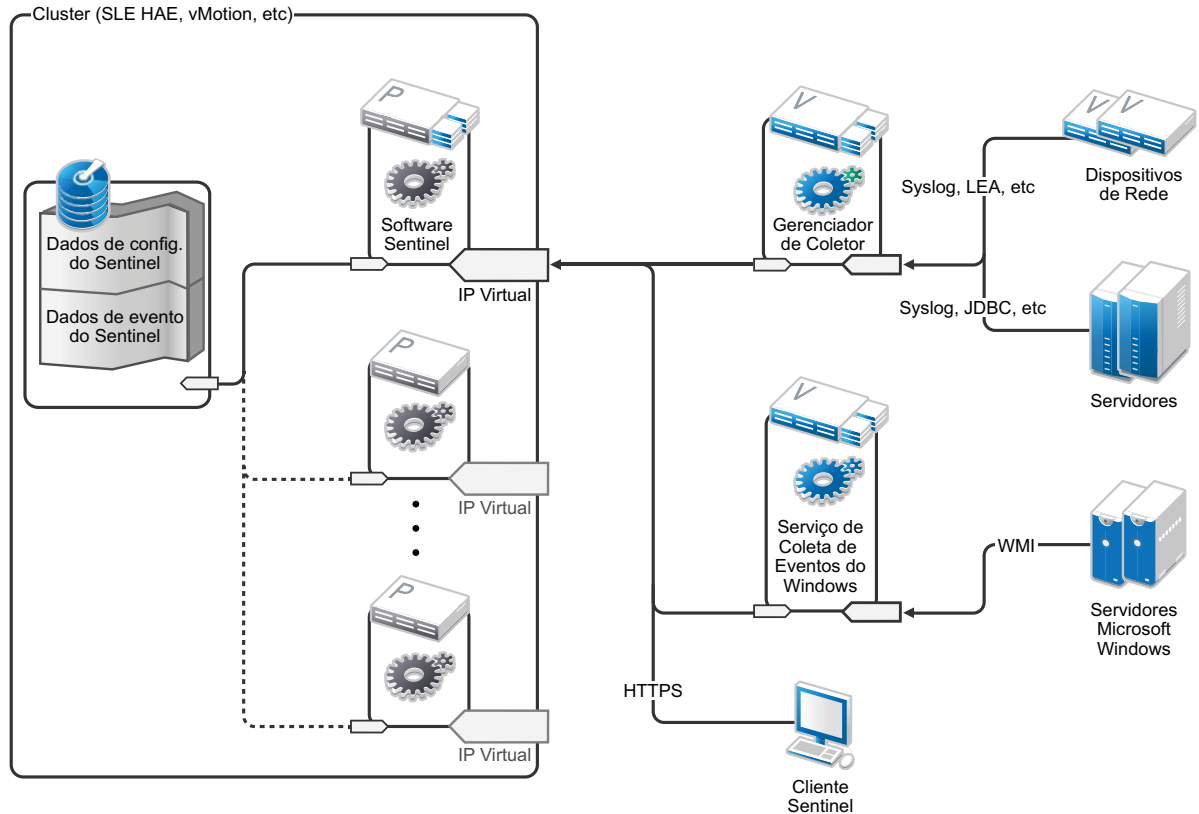 Cluster (SLE HAE, vMotion, etc)
P
Software
Sentinel
IP Virtual
Dados de config.
do Sentinel
Dados de evento
do Sentinel
P
IP Virtual
P
IP Virtual
V
Gerenciador
de Coletor
Syslog, LEA, etc
V
V
Dispositivos
de Rede
Syslog, JDBC, etc
Servidores
V
Serviço de
Coleta de
Eventos do
Windows
WMI
Servidores
Microsoft
Windows
HTTPS
Cliente
Sentinel